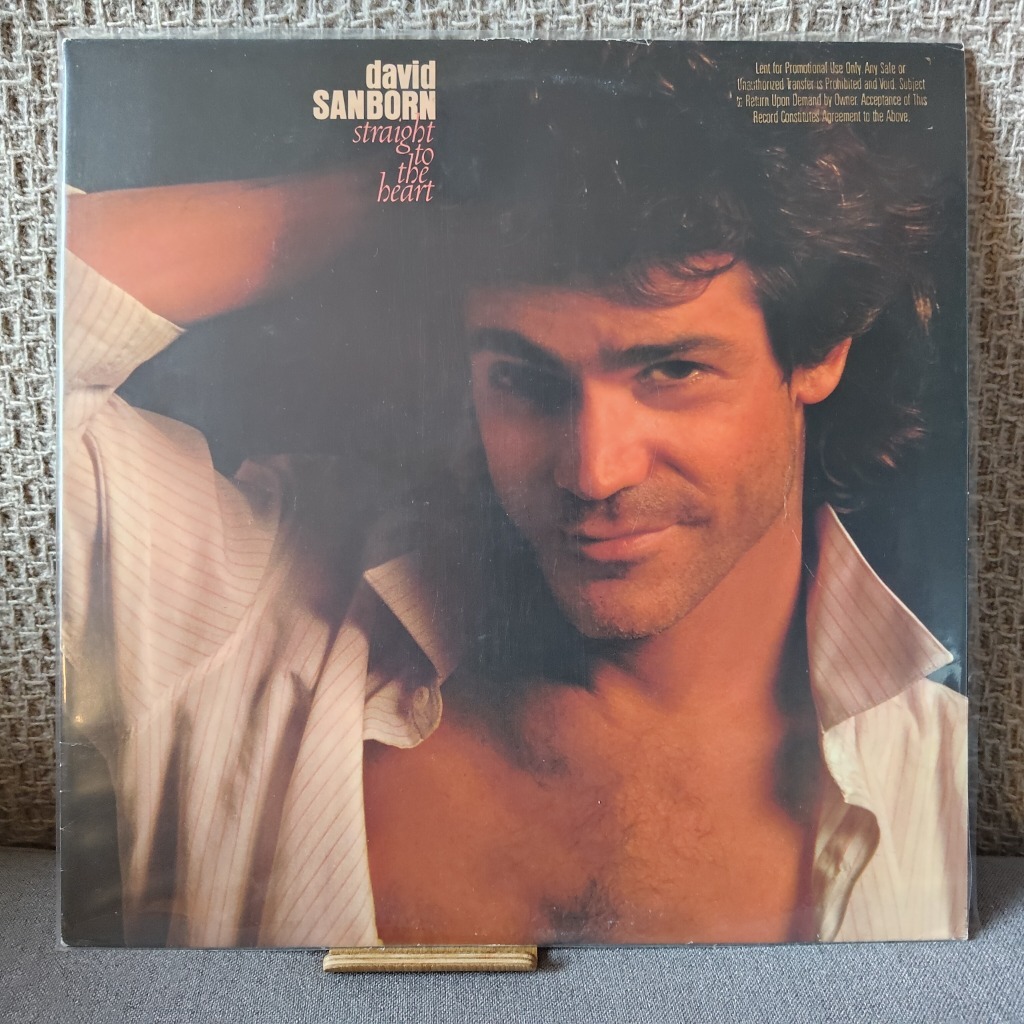 david
SANBORN
straight
to
the
heart
Lent for Promotional Use Only. Any Sale or
Unauthorized Transfer is Prohibited and Void. Subject
to Return Upon Demand by Owner. Acceptance of This
Record Constitutes Agreement to the Above.